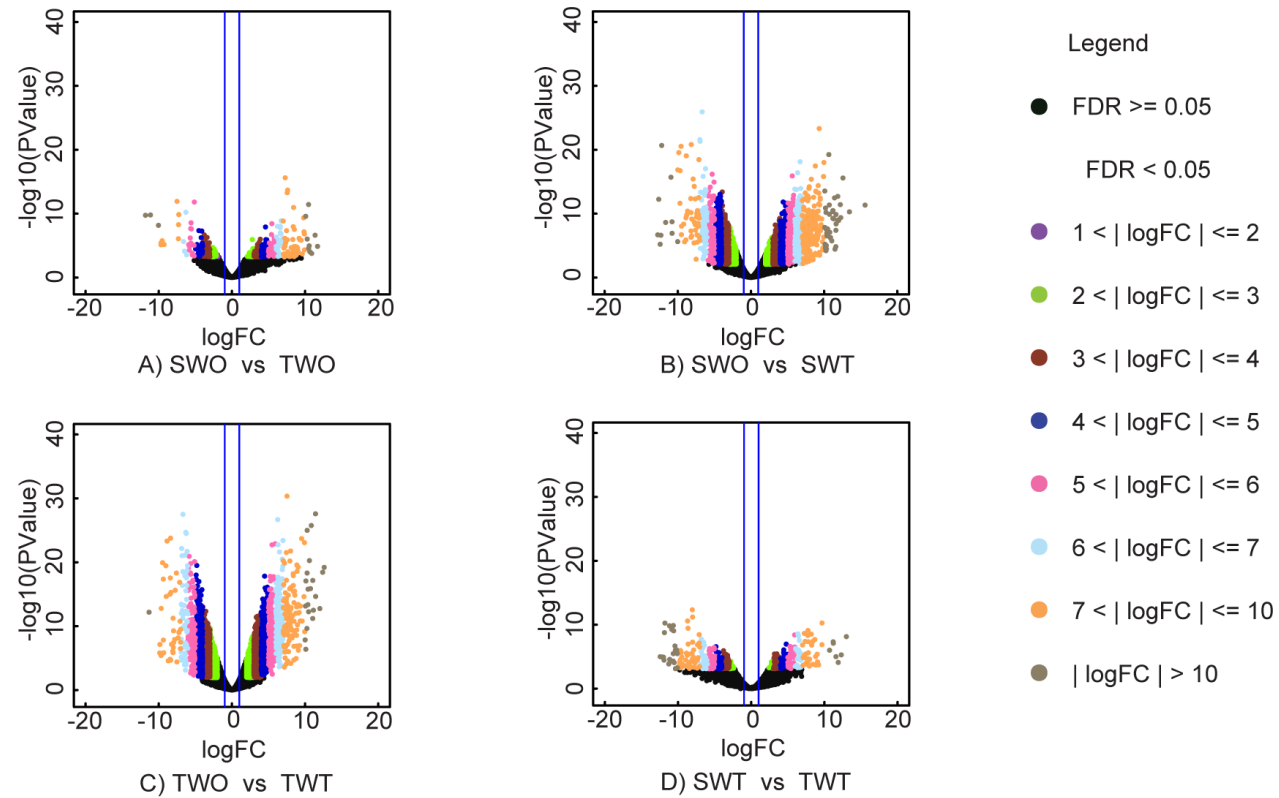 40
30
20
10
0
-log10(PValue)
-20 -10 0 10 20
logFC
A) SWO vs TWO
40
30
20
10
0
-log10(PValue)
-20 -10 0 10 20
logFC
B) SWO vs SWT
40
30
20
10
0
-log10(PValue)
-20 -10 0 10 20
logFC
C) TWO vs TWT
40
30
20
10
0
-log10(PValue)
-20 -10 0 10 20
logFC
D) SWT vs TWT
Legend
FDR >= 0.05
FDR < 0.05
1 < | logFC | <= 2
2 < | logFC | <= 3
3 < | logFC | <= 4
4 < | logFC | <= 5
5 < | logFC | <= 6
6 < | logFC | <= 7
7 < | logFC | <= 10
| logFC | > 10